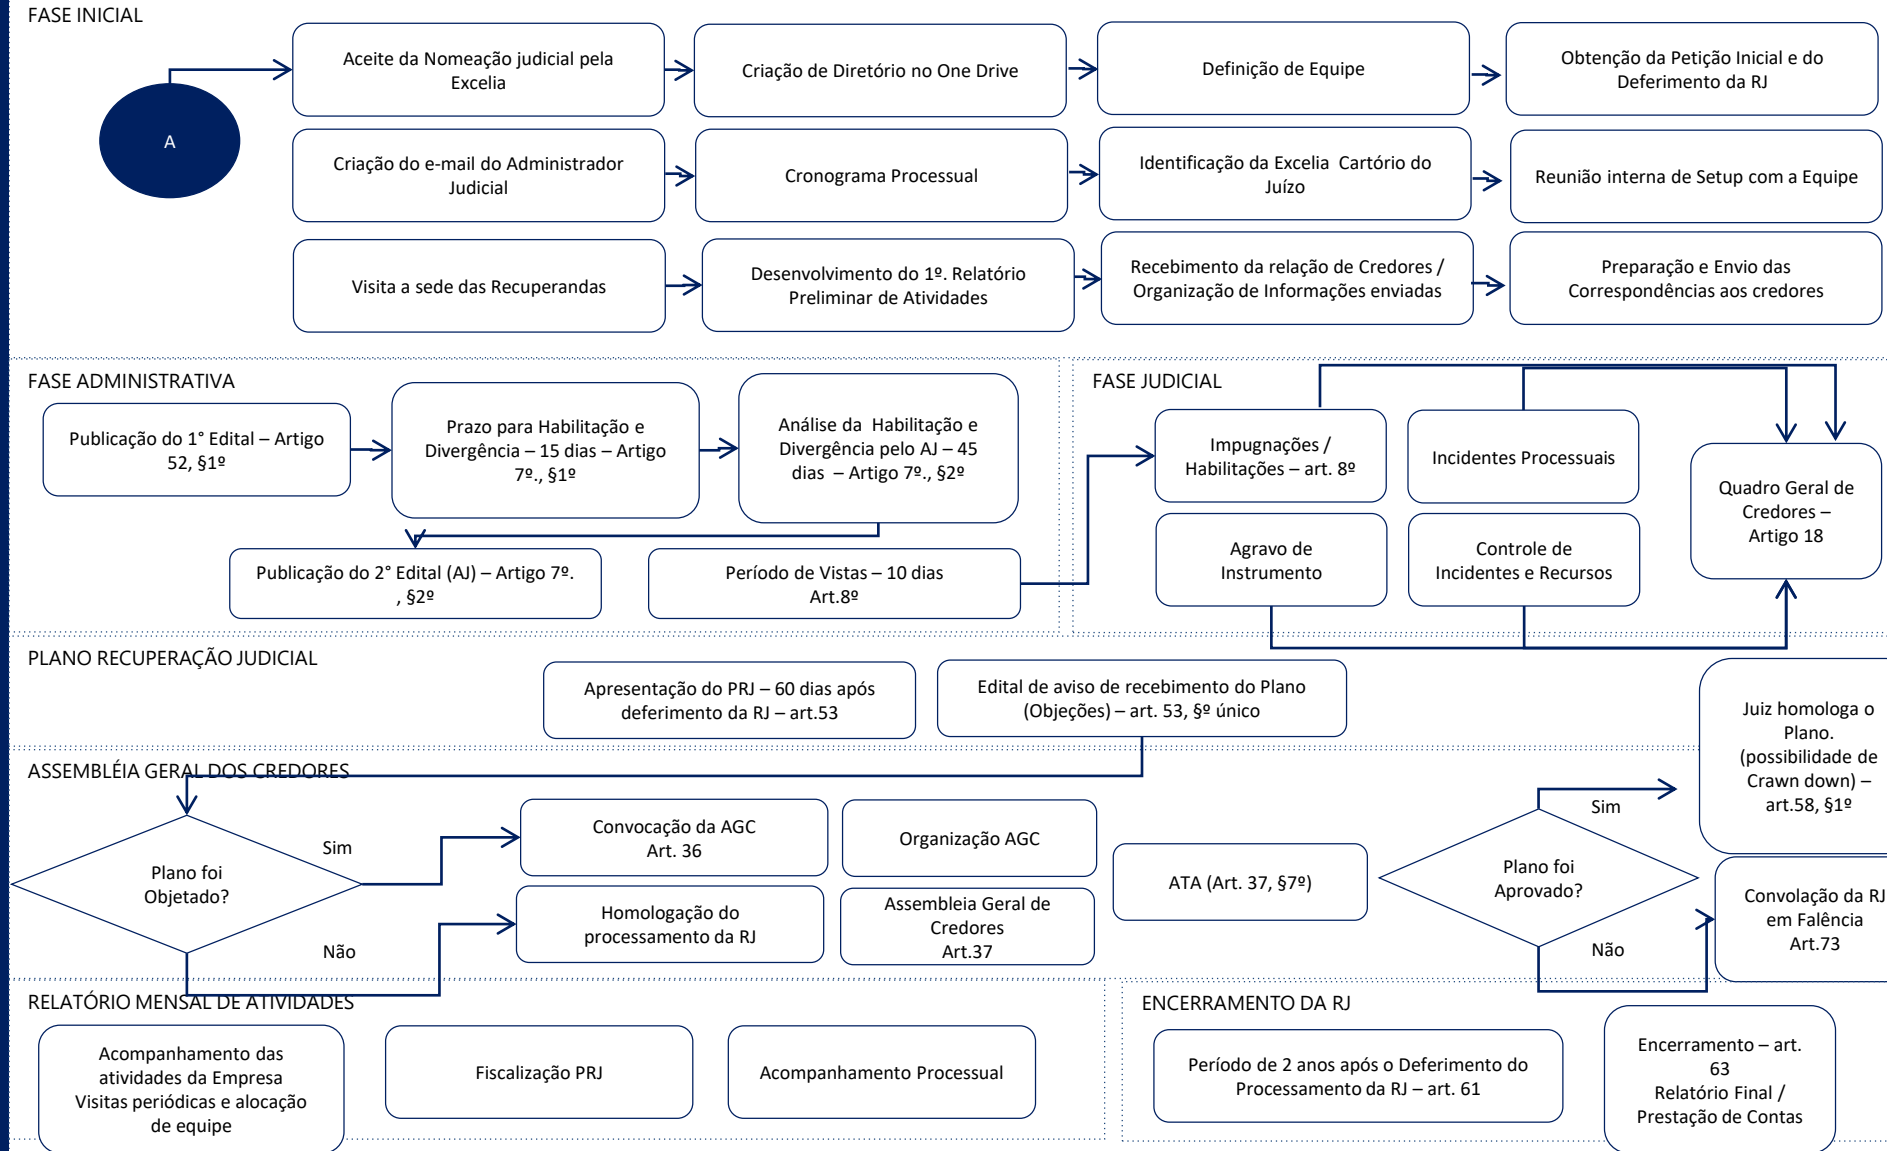 FASE INICIAL
A
Aceite da Nomeação judicial pela
Excelia
Criação de Diretório no One Drive
Definição de Equipe
Obtenção da Petição Inicial e do
Deferimento da RJ
Criação do e-mail do Administrador
Judicial
Cronograma Processual
Identificação da Excelia Cartório do
Juízo
Reunião interna de Setup com a Equipe
Visita a sede das Recuperandas
Desenvolvimento do 1º. Relatório
Preliminar de Atividades
Recebimento da relação de Credores /
Organização de Informações enviadas
Preparação e Envio das
Correspondências aos credores
FASE ADMINISTRATIVA
Publicação do 1° Edital – Artigo
52, §1º
Prazo para Habilitação e
Divergência – 15 dias – Artigo
7º., §1º
Análise da Habilitação e
Divergência pelo AJ – 45
dias – Artigo 7º., §2º
Publicação do 2° Edital (AJ) – Artigo 7º.
, §2º
Período de Vistas – 10 dias
Art.8º
FASE JUDICIAL
Impugnações /
Habilitações – art. 8º
Incidentes Processuais
Agravo de
Instrumento
Controle de
Incidentes e Recursos
Quadro Geral de
Credores –
Artigo 18
PLANO RECUPERAÇÃO JUDICIAL
Apresentação do PRJ – 60 dias após
deferimento da RJ – art.53
Edital de aviso de recebimento do Plano
(Objeções) – art. 53, §º único
Juiz homologa o
Plano.
(possibilidade de
Crawn down) –
art.58, §1º
ASSEMBLÉIA GERAL DOS CREDORES
Plano foi
Objetado?
Sim
Não
Convocação da AGC
Art. 36
Organização AGC
Homologação do
processamento da RJ
Assembleia Geral de
Credores
Art.37
ATA (Art. 37, §7º)
Plano foi
Aprovado?
Sim
Não
Convolação da RJ
em Falência
Art.73
RELATÓRIO MENSAL DE ATIVIDADES
Acompanhamento das
atividades da Empresa
Visitas periódicas e alocação
de equipe
Fiscalização PRJ
Acompanhamento Processual
ENCERRAMENTO DA RJ
Período de 2 anos após o Deferimento do
Processamento da RJ – art. 61
Encerramento – art.
63
Relatório Final /
Prestação de Contas